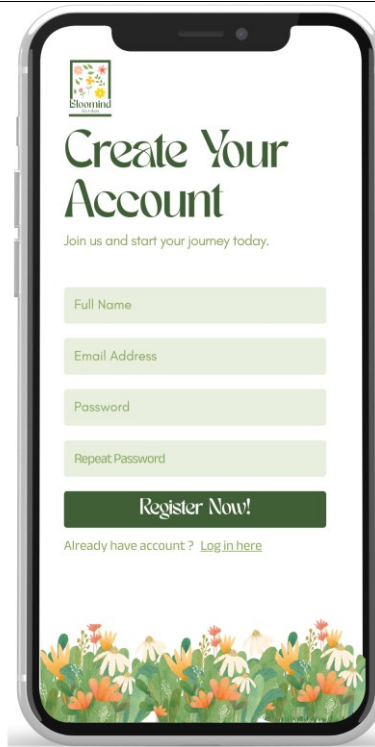 Bloomind
Create Your
Account
Join us and start your journey today.
Full Name
Email Address
Password
Repeat Password
Register Now!
Already have account ? Log in here